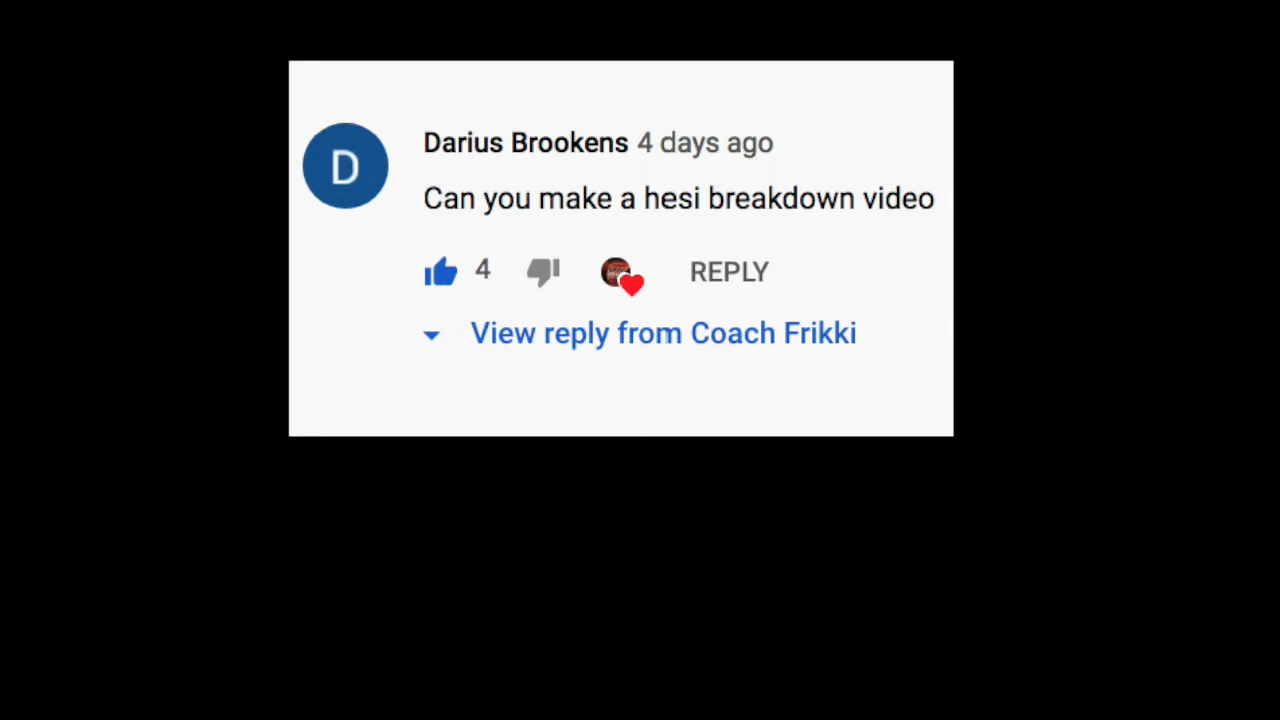 D
Darius Brookens 4 days ago
Can you make a hesi breakdown video
4
REPLY
View reply from Coach Frikki